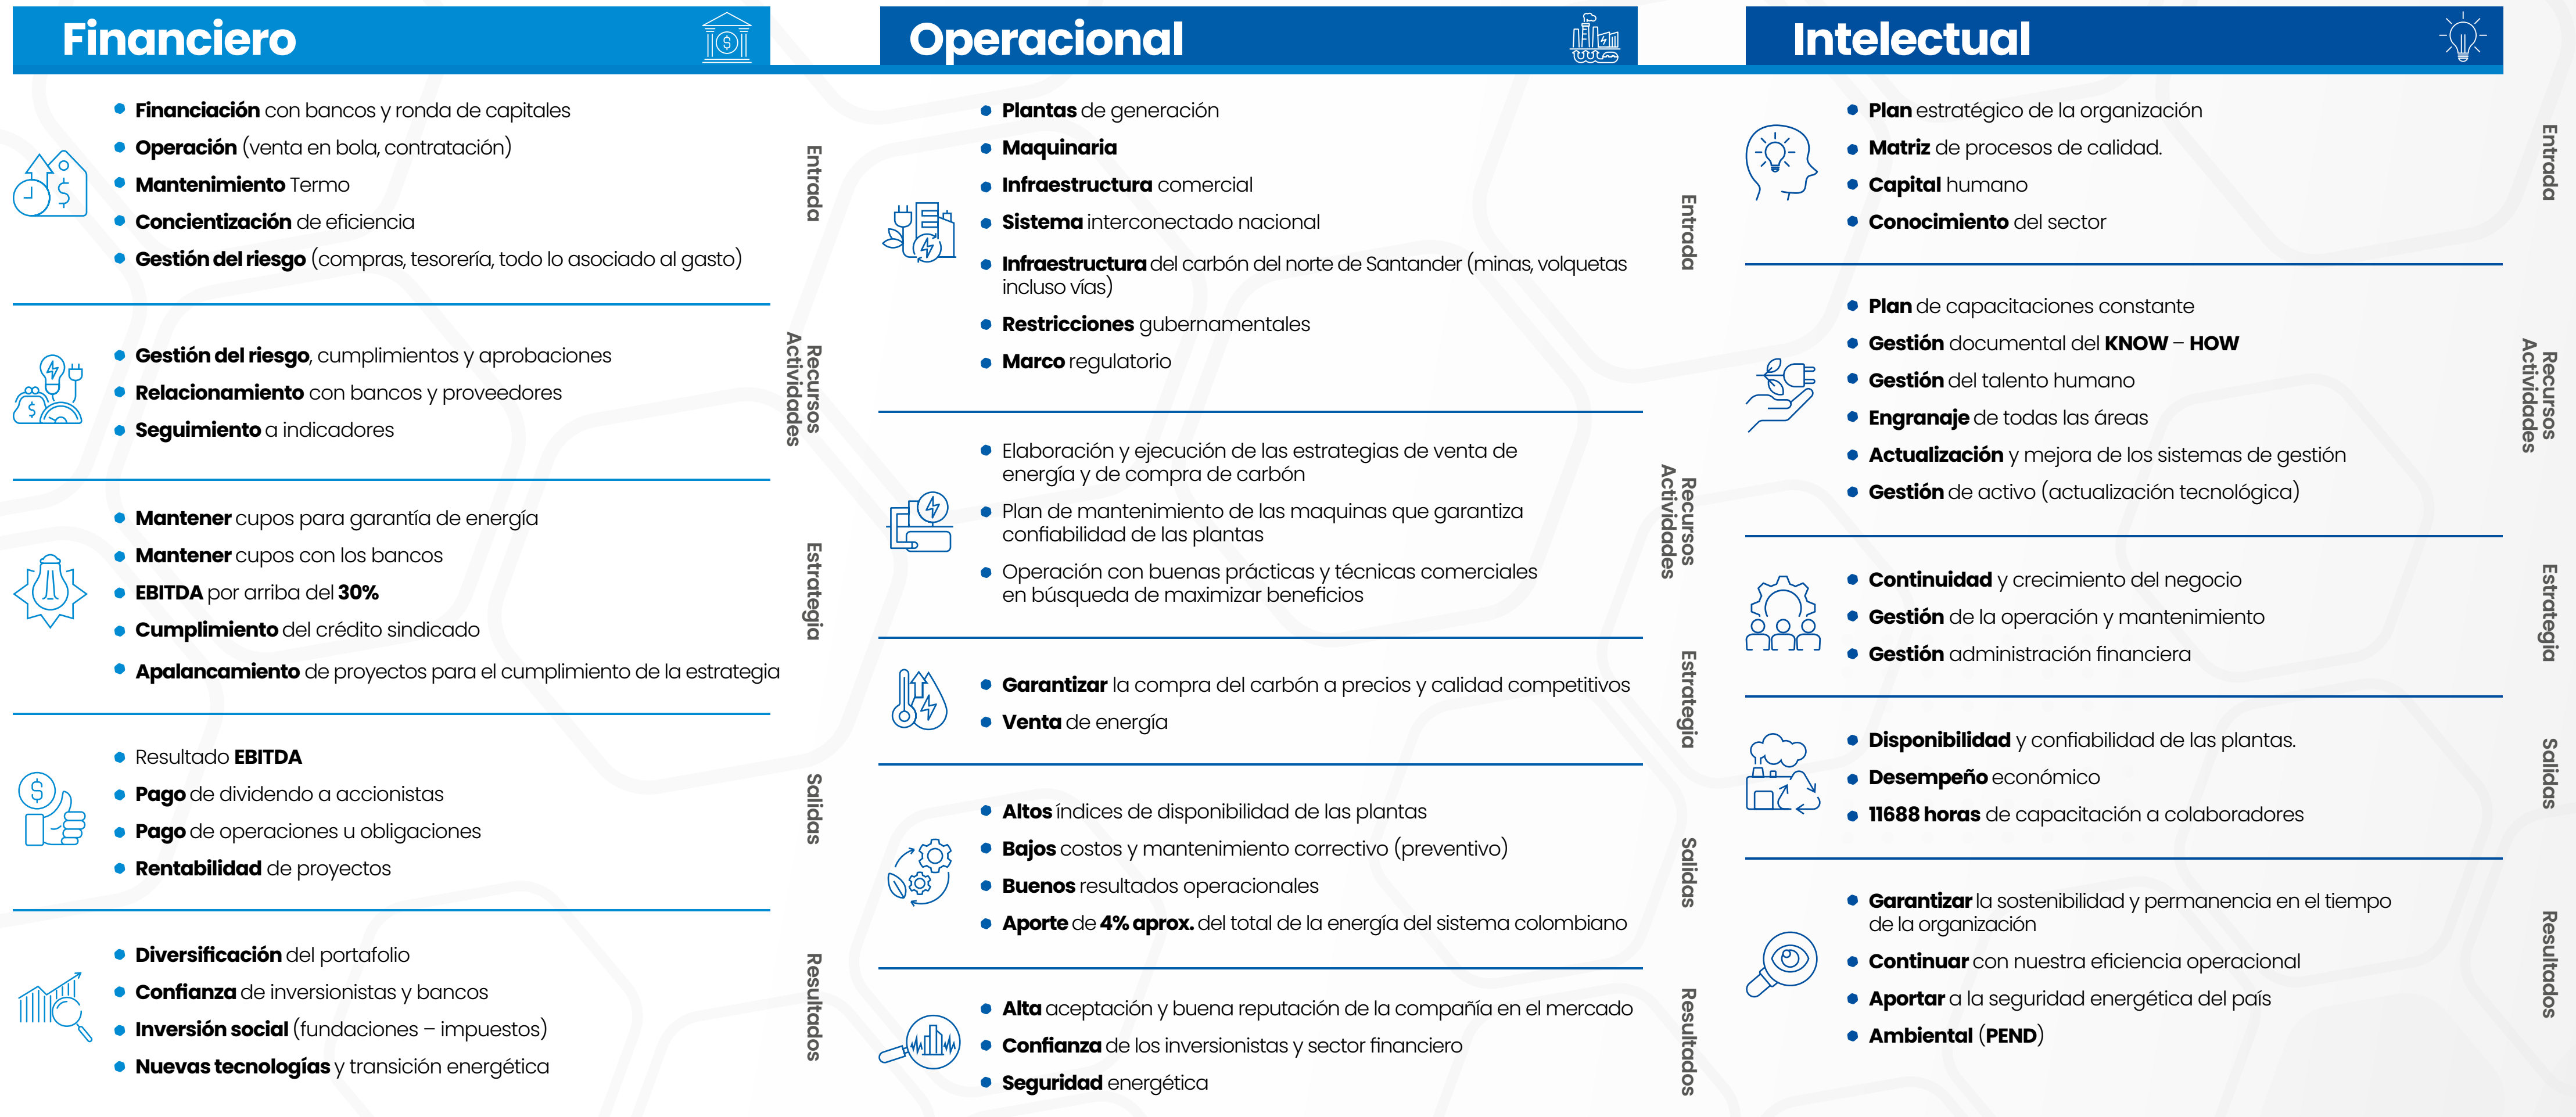 Financiero
Financiación con bancos y ronda de capitales
Operación (venta en bola, contratación)
Mantenimiento Termo
Concientización de eficiencia
Gestión del riesgo (compras, tesorería, todo lo asociado al gasto)
Entrada
Gestión del riesgo, cumplimientos y aprobaciones
Relacionamiento con bancos y proveedores
Seguimiento a indicadores
Recursos
Actividades
Mantener cupos para garantía de energía
Mantener cupos con los bancos
EBITDA por arriba del 30%
Cumplimiento del crédito sindicado
Apalancamiento de proyectos para el cumplimiento de la estrategia
Estrategia
Resultado EBITDA
Pago de dividendo a accionistas
Pago de operaciones u obligaciones
Rentabilidad de proyectos
Salidas
Diversificación del portafolio
Confianza de inversionistas y bancos
Inversión social (fundaciones – impuestos)
Nuevas tecnologías y transición energética
Resultados
Operacional
Plantas de generación
Maquinaria
Infraestructura comercial
Sistema interconectado nacional
Infraestructura del carbón del norte de Santander (minas, volquetas
incluso vías)
Restricciones gubernamentales
Marco regulatorio
Entrada
Elaboración y ejecución de las estrategias de venta de
energía y de compra de carbón
Plan de mantenimiento de las maquinas que garantiza
confiabilidad de las plantas
Operación con buenas prácticas y técnicas comerciales
en búsqueda de maximizar beneficios
Recursos
Actividades
Garantizar la compra del carbón a precios y calidad competitivos
Venta de energía
Estrategia
Altos índices de disponibilidad de las plantas
Bajos costos y mantenimiento correctivo (preventivo)
Buenos resultados operacionales
Aporte de 4% aprox. del total de la energía del sistema colombiano
Salidas
Alta aceptación y buena reputación de la compañía en el mercado
Confianza de los inversionistas y sector financiero
Seguridad energética
Resultados
Intelectual
Plan estratégico de la organización
Matriz de procesos de calidad.
Capital humano
Conocimiento del sector
Entrada
Plan de capacitaciones constante
Gestión documental del KNOW – HOW
Gestión del talento humano
Engranaje de todas las áreas
Actualización y mejora de los sistemas de gestión
Gestión de activo (actualización tecnológica)
Recursos
Actividades
Continuidad y crecimiento del negocio
Gestión de la operación y mantenimiento
Gestión administración financiera
Estrategia
Disponibilidad y confiabilidad de las plantas.
Desempeño económico
11688 horas de capacitación a colaboradores
Salidas
Garantizar la sostenibilidad y permanencia en el tiempo
de la organización
Continuar con nuestra eficiencia operacional
Aportar a la seguridad energética del país
Ambiental (PEND)
Resultados